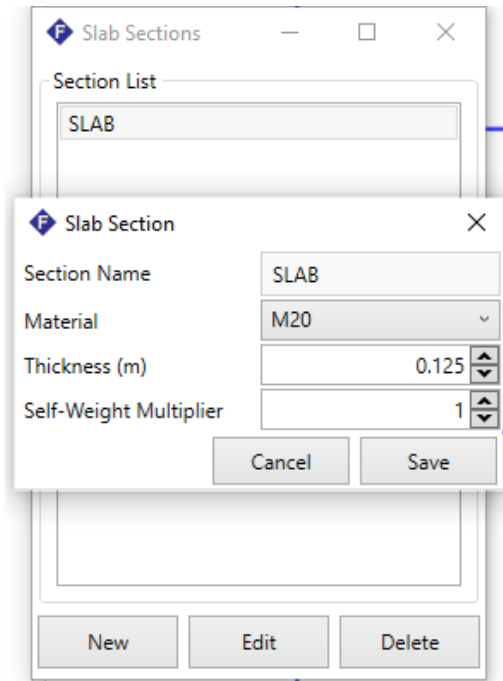 F Slab Sections
Section List
SLAB
F Slab Section
Section Name SLAB
Material M20
Thickness (m) 0.125
Self-Weight Multiplier 1
Cancel Save
New Edit Delete